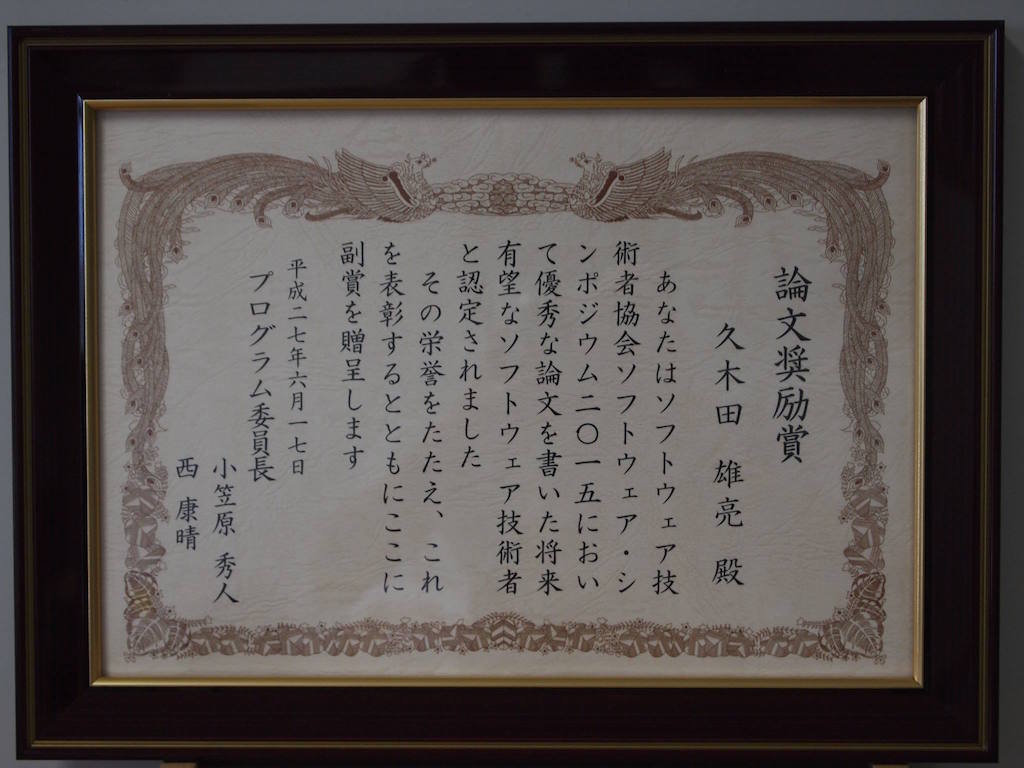 論文奨励賞
久木田 雄亮 殿
あなたはソフトウェア技
術者協会ソフトウェア・シ
ンポジウム二〇一五におい
て優秀な論文を書いた将来
有望なソフトウェア技術者
と認定されました
その栄誉をたたえ、これ
を表彰するとともにここに
副賞を贈呈します
平成二七年六月一七日
プログラム委員長
小笠原 秀人
西 康晴